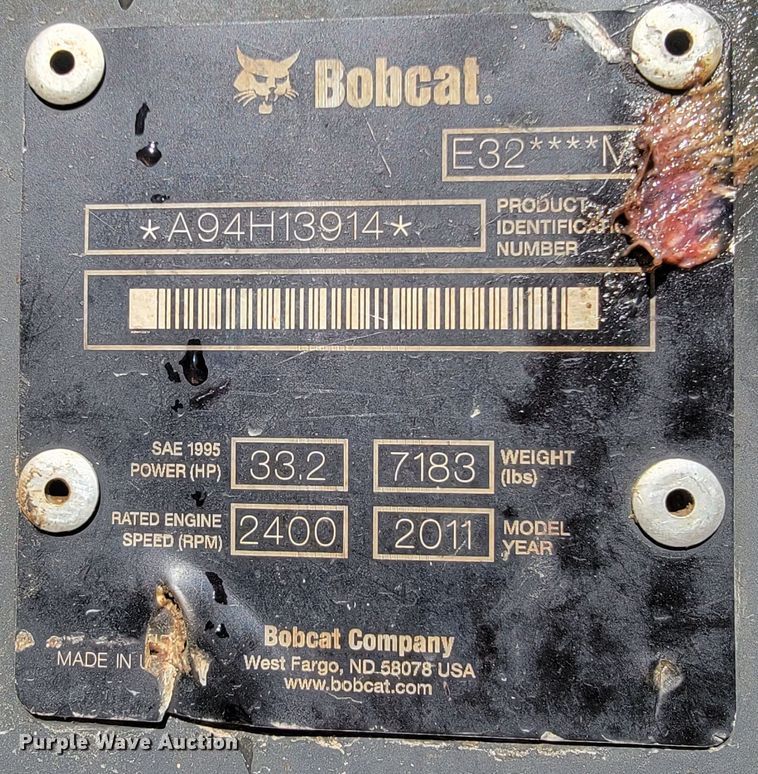 Bobcat®
E32****M
*A94H13914*
PRODUCT
NUMBER
SAE 1995
POWER (HP)
33.2
7183
WEIGHT
(lbs)
RATED ENGINE
SPEED (RPM)
2400
2011
MODEL
YEAR
MADE IN
Bobcat Company
West Fargo, ND 58078 USA
www.bobcat.com
Purple Wave Auction